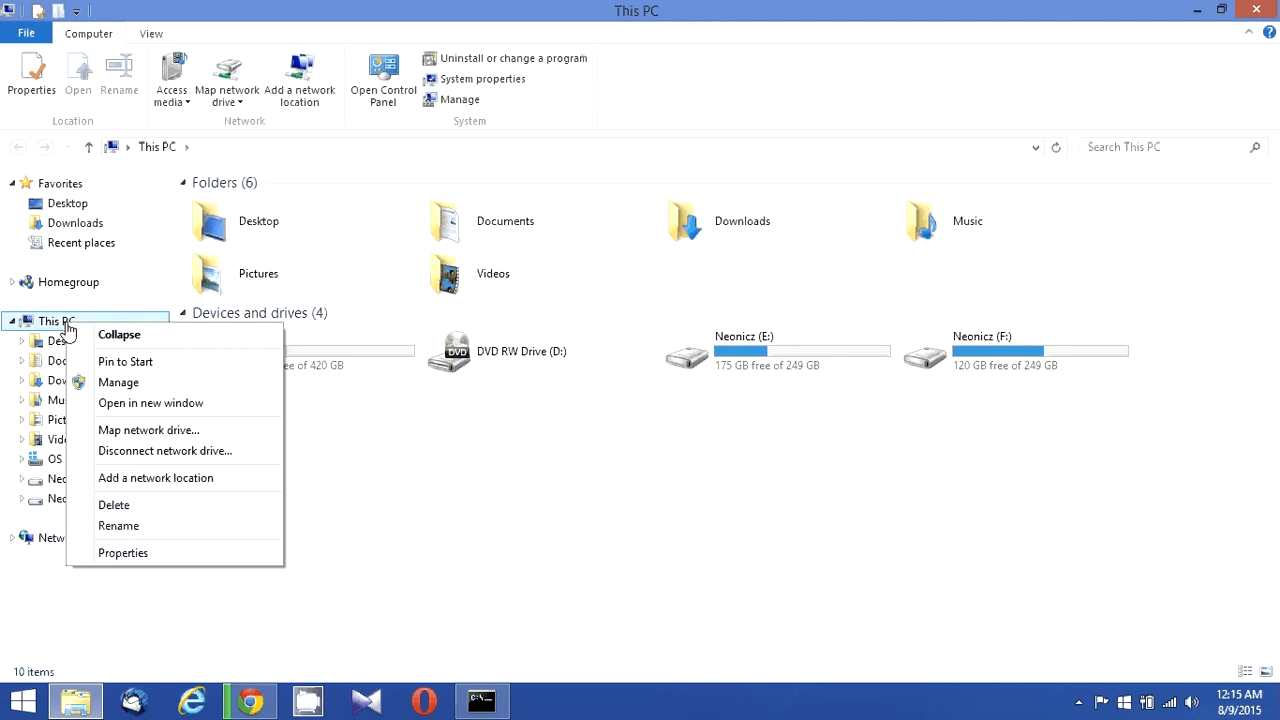 This PC
File Computer View
Properties Open Rename Access media Map network drive Add a network location Open Control Panel Uninstall or change a program
System properties
Manage
Location Network System
This PC Search This PC
Favorites
Desktop
Downloads
Recent places
Homegroup
This PC
OS
Collapse
Pin to Start
Manage
Open in new window
Map network drive...
Disconnect network drive...
Add a network location
Delete
Rename
Properties
Folders (6)
Desktop Documents Downloads Music
Pictures Videos
Devices and drives (4)
free of 420 GB
DVD RW Drive (D:)
DVD
Neonicz (E:)
175 GB free of 249 GB
Neonicz (F:)
120 GB free of 249 GB
10 items
12:15 AM
8/9/2015